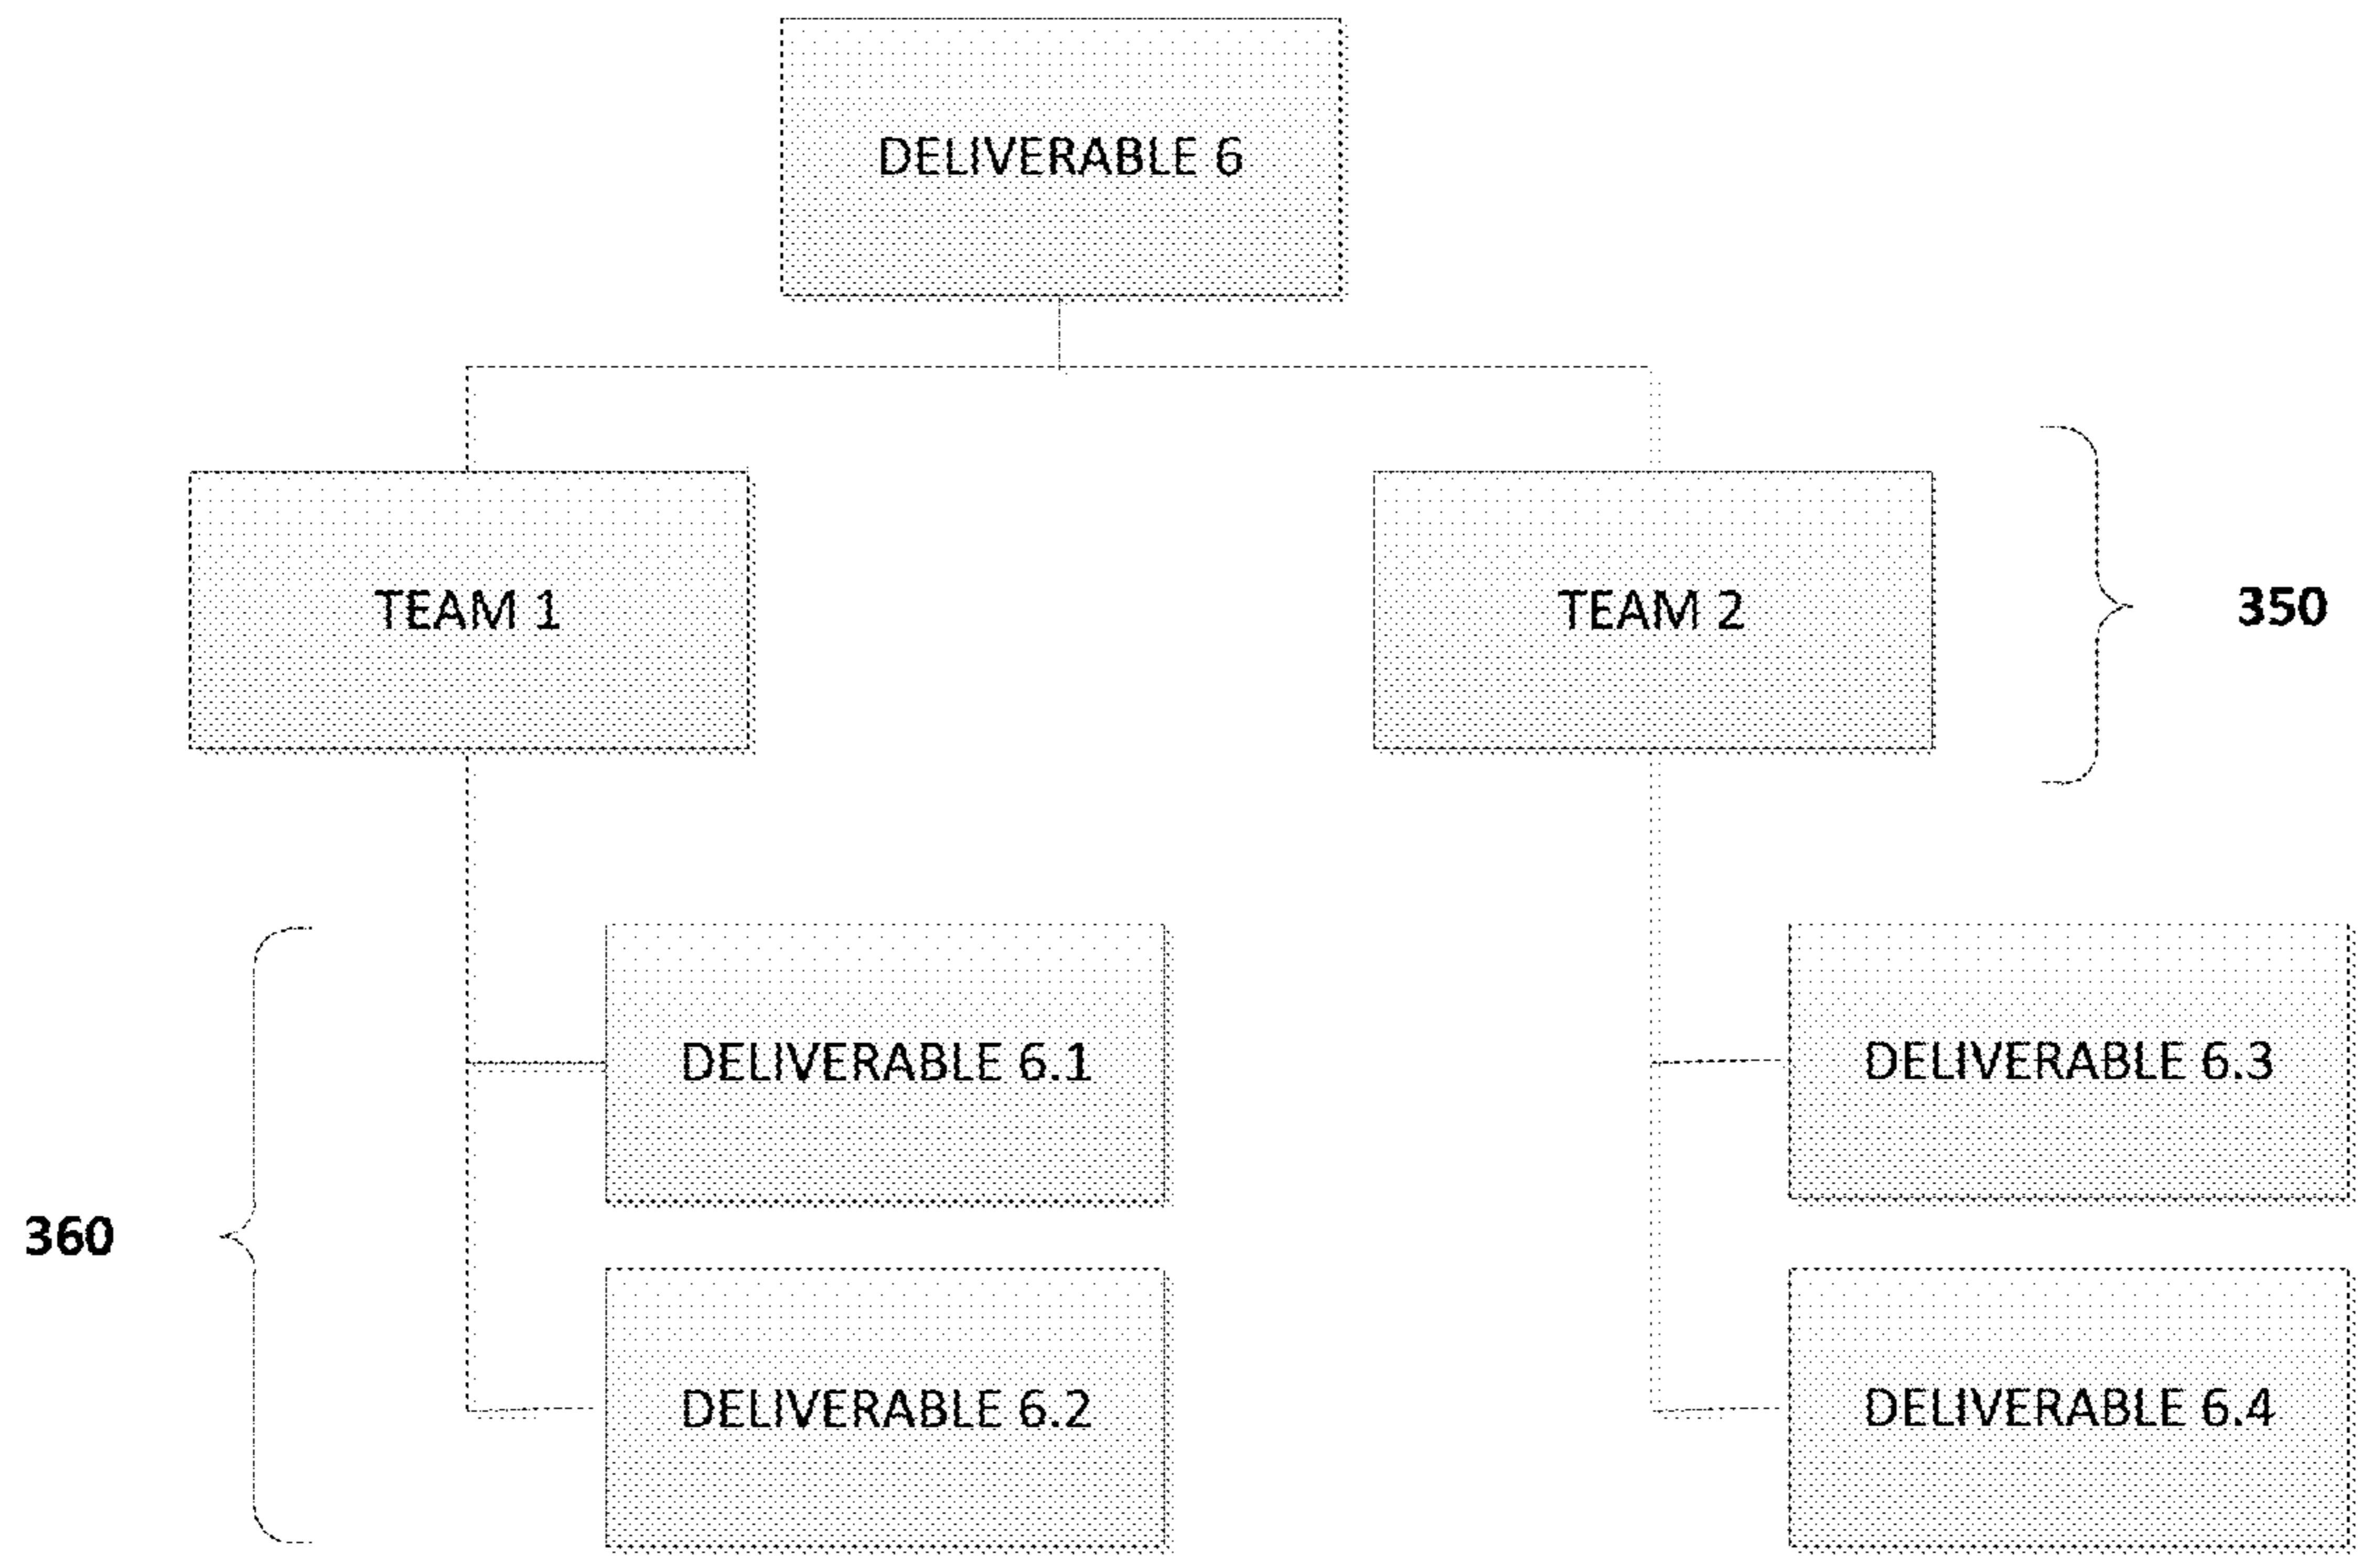 DELIVERABLE 6
TEAM 1
TEAM 2
350
DELIVERABLE 6.1
DELIVERABLE 6.3
360
DELIVERABLE 6.2
DELIVERABLE 6.4